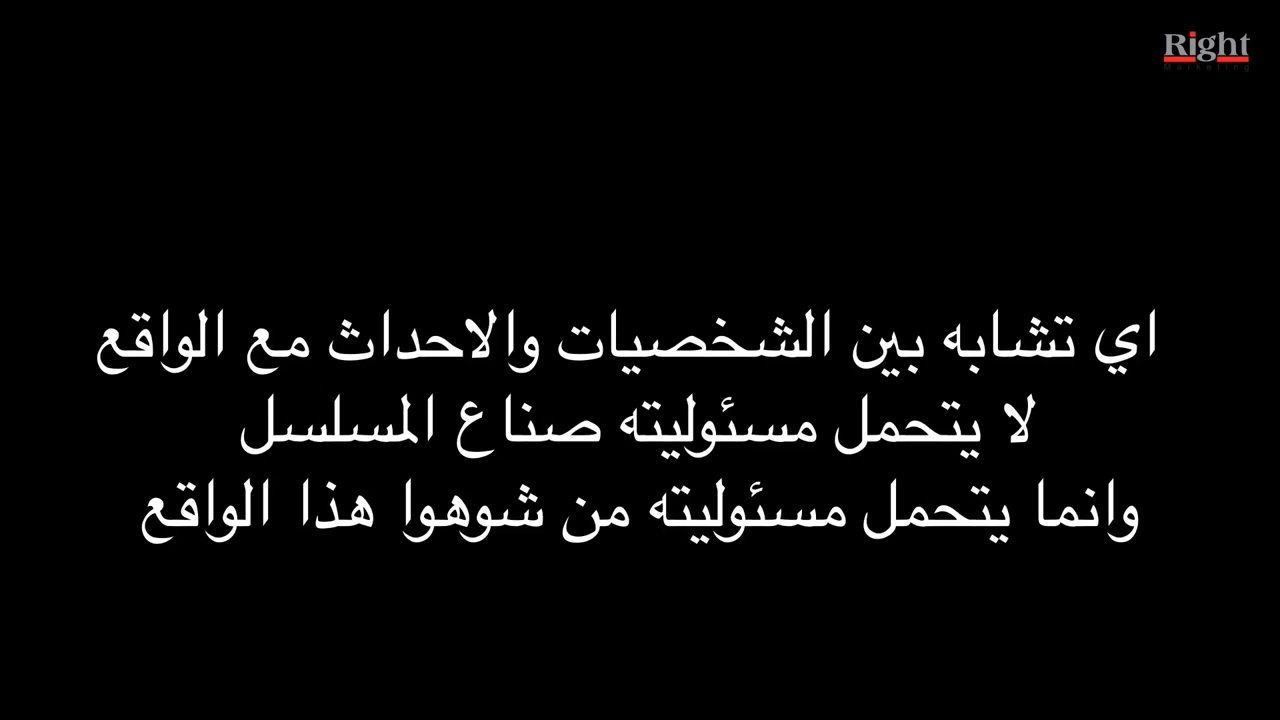 Right
Marketing
اي تشابه بين الشخصيات والاحداث مع الواقع
لا يتحمل مسئوليته صناع المسلسل
وانما يتحمل مسئوليته من شوهوا هذا الواقع